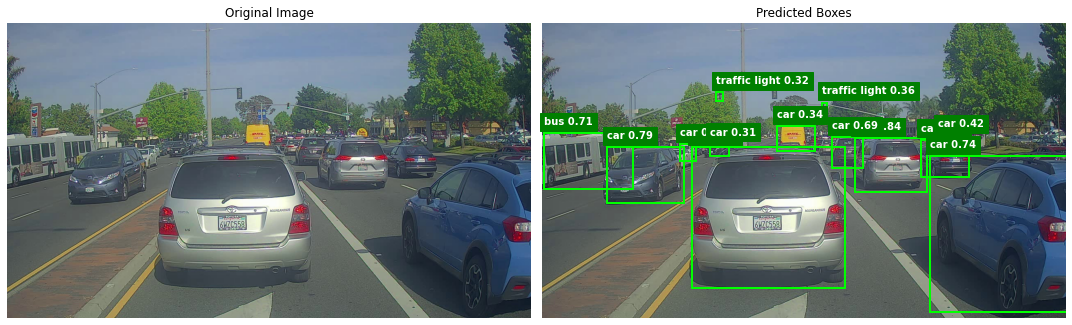 Original Image
Predicted Boxes
traffic light 0.32
traffic light 0.36
bus 0.71
car 0.79
car 0.31
car 0.34
car 0.69
.84
car 0.42
car 0.74